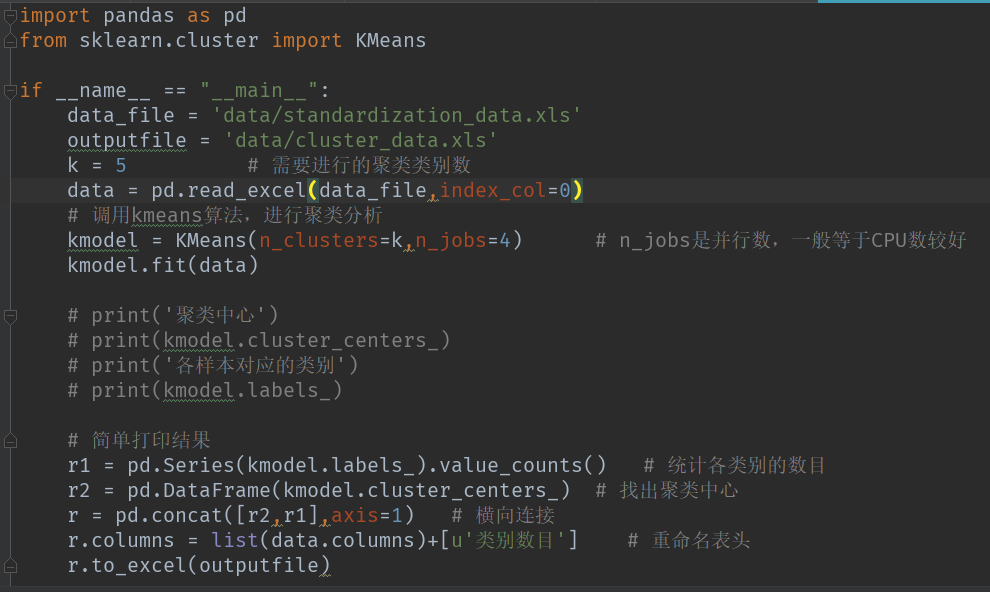 import pandas as pd
from sklearn.cluster import KMeans
if __name__ == "__main__":
    data_file = 'data/standardization_data.xls'
    outputfile = 'data/cluster_data.xls'
    k = 5          # 需要进行的聚类类别数
    data = pd.read_excel(data_file,index_col=0)
    # 调用kmeans算法，进行聚类分析
    kmodel = KMeans(n_clusters=k,n_jobs=4)      # n_jobs是并行数，一般等于CPU数较好
    kmodel.fit(data)
    # print('聚类中心')
    # print(kmodel.cluster_centers_)
    # print('各样本对应的类别')
    # print(kmodel.labels_)
    # 简单打印结果
    r1 = pd.Series(kmodel.labels_).value_counts()   # 统计各类别的数目
    r2 = pd.DataFrame(kmodel.cluster_centers_)  # 找出聚类中心
    r = pd.concat([r2,r1],axis=1)   # 横向连接
    r.columns = list(data.columns)+[u'类别数目']    # 重命名表头
    r.to_excel(outputfile)